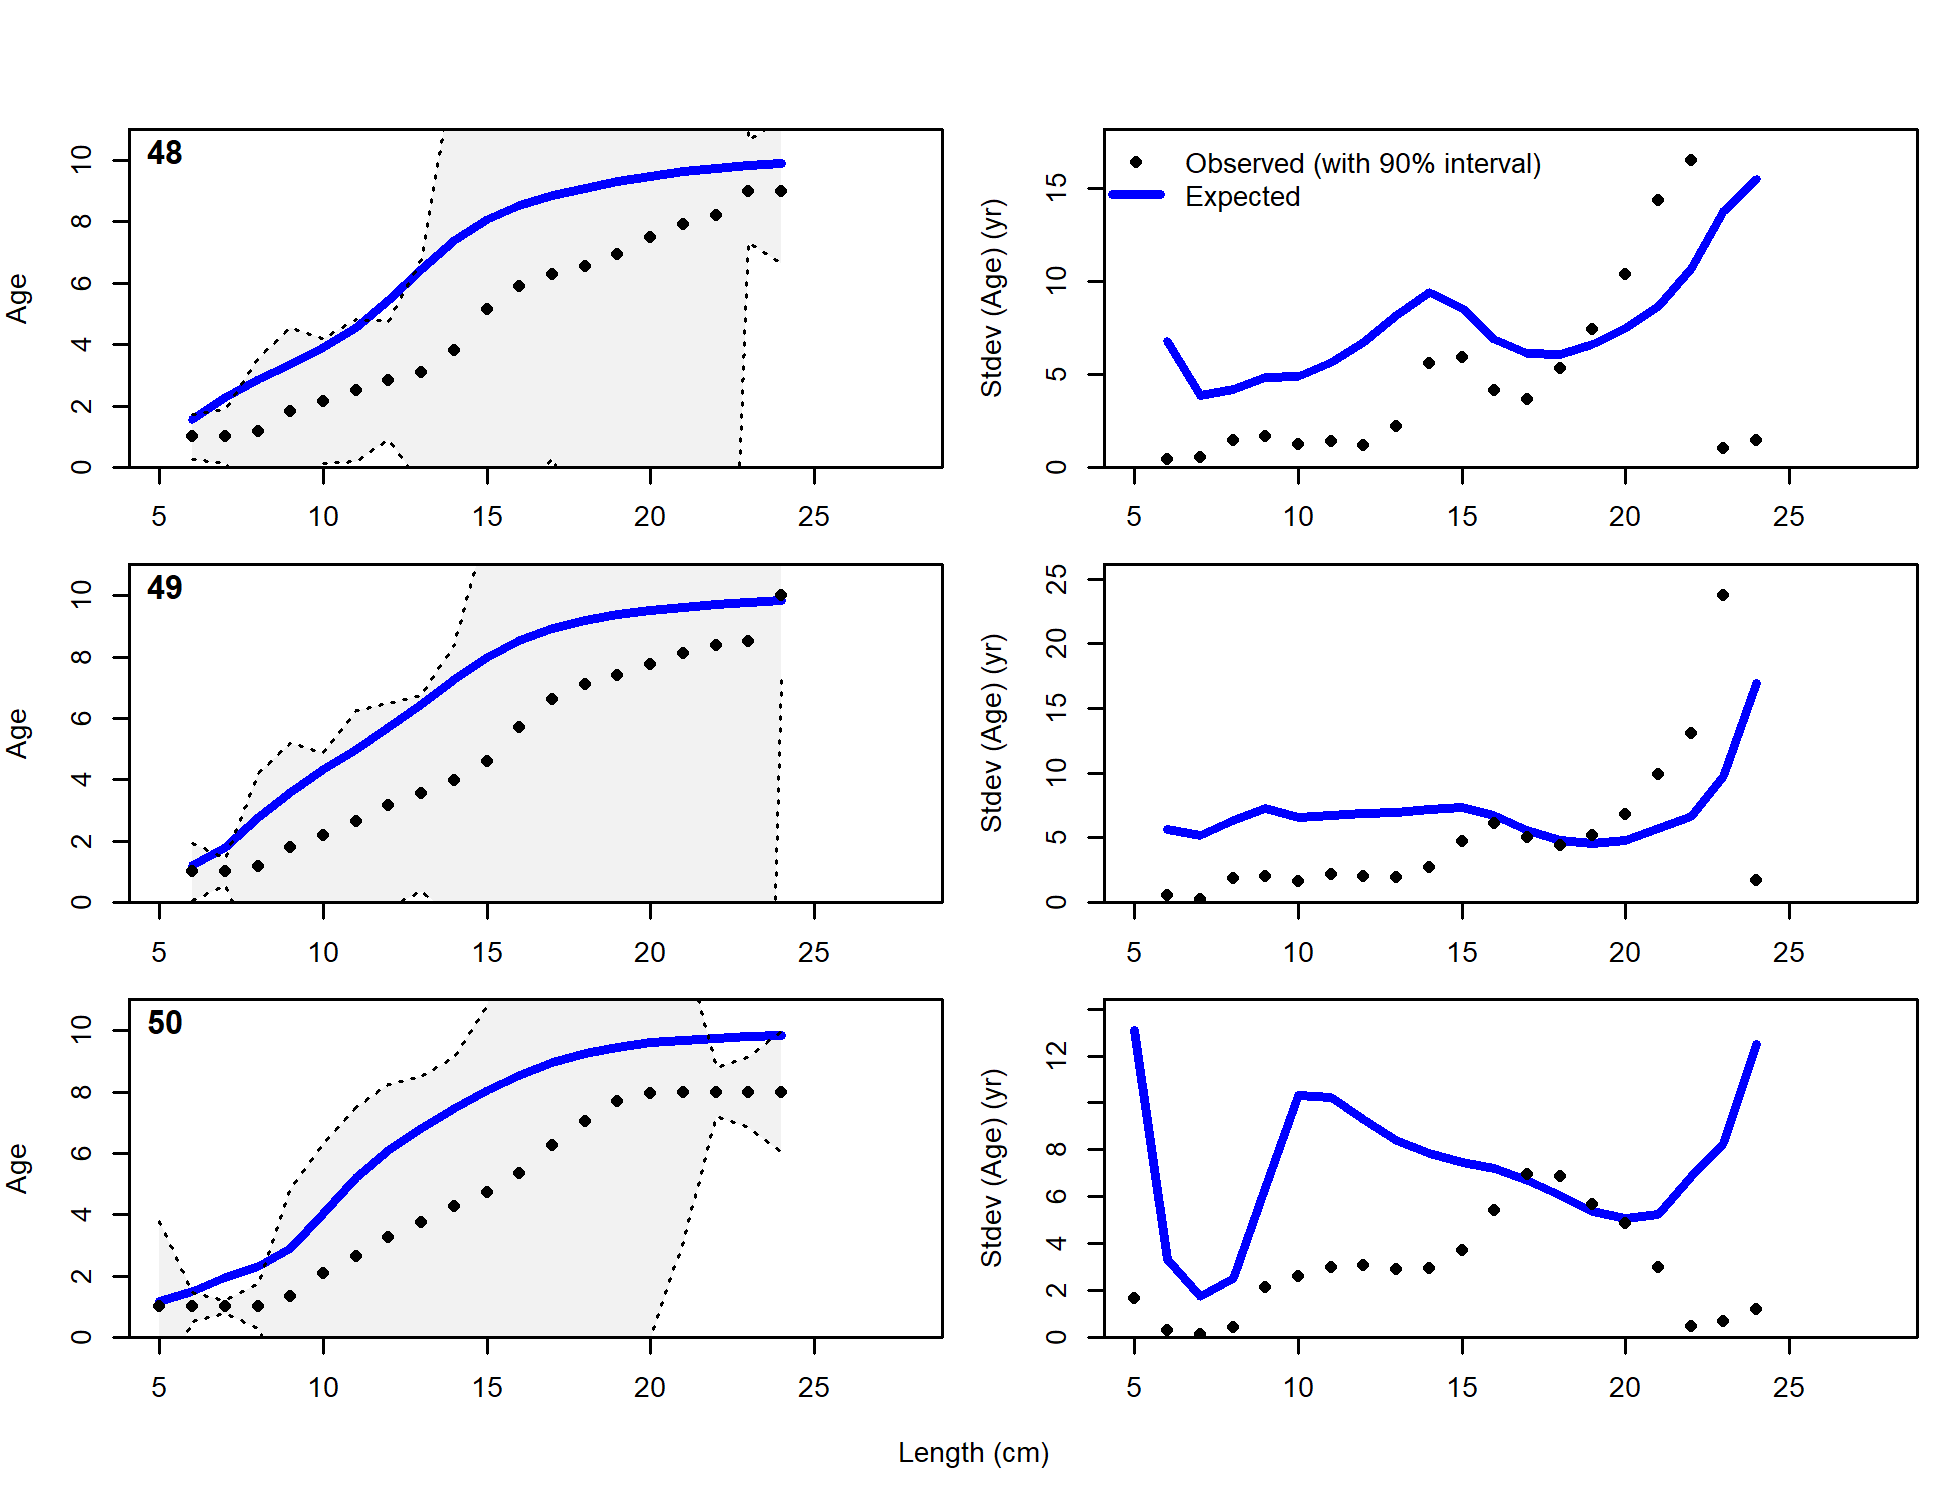 48
Age
0 2 4 6 8 10
5 10 15 20 25
Observed (with 90% interval)
Expected
Stdev (Age) (yr)
0 5 10 15
5 10 15 20 25
49
Age
0 2 4 6 8 10
5 10 15 20 25
Stdev (Age) (yr)
0 5 10 15 20 25
5 10 15 20 25
50
Age
0 2 4 6 8 10
5 10 15 20 25
Stdev (Age) (yr)
0 2 4 6 8 12
5 10 15 20 25
Length (cm)